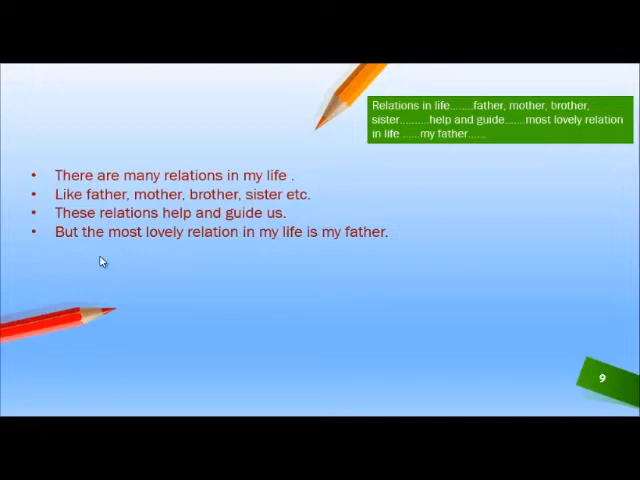 Relations in life........father, mother, brother,
sister..........help and guide.......most lovely relation
in life ......my father......
• There are many relations in my life .
• Like father, mother, brother, sister etc.
• These relations help and guide us.
• But the most lovely relation in my life is my father.
9